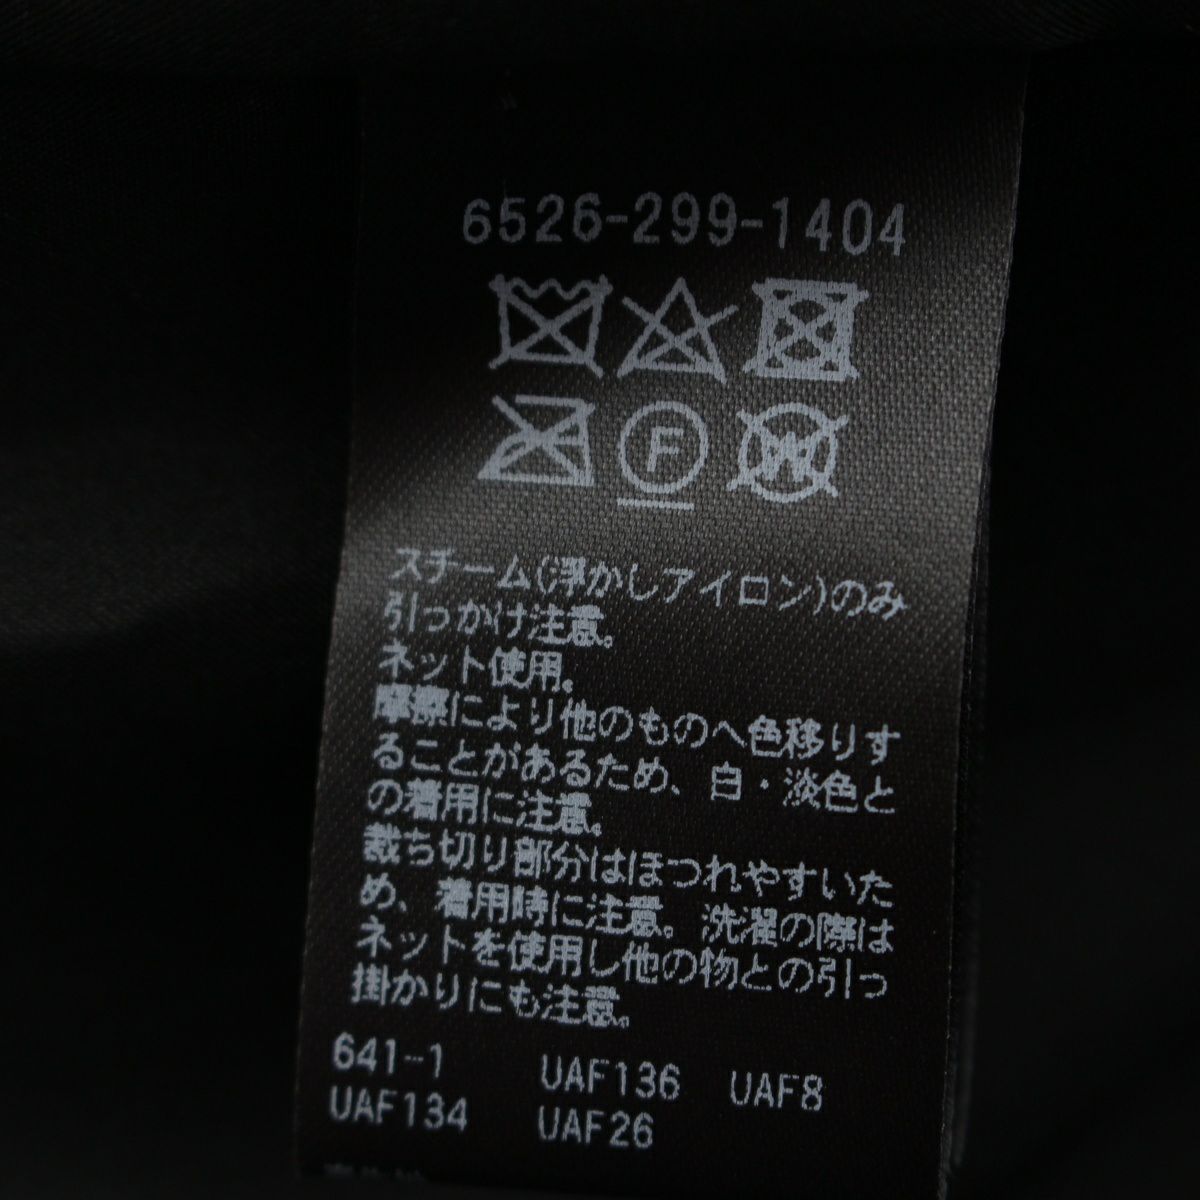 6526-299-1404
F
W
スチーム(浮かしアイロン)のみ
引っかけ注意。
ネット使用。
摩擦により他のものへ色移りす
ることがあるため、白・淡色と
の着用に注意。
裁ち切り部分はほつれやすいた
め、着用時に注意。洗濯の際は
ネットを使用し他の物との引っ
掛かりにも注意。
641-1 UAF136 UAF8
UAF134 UAF26